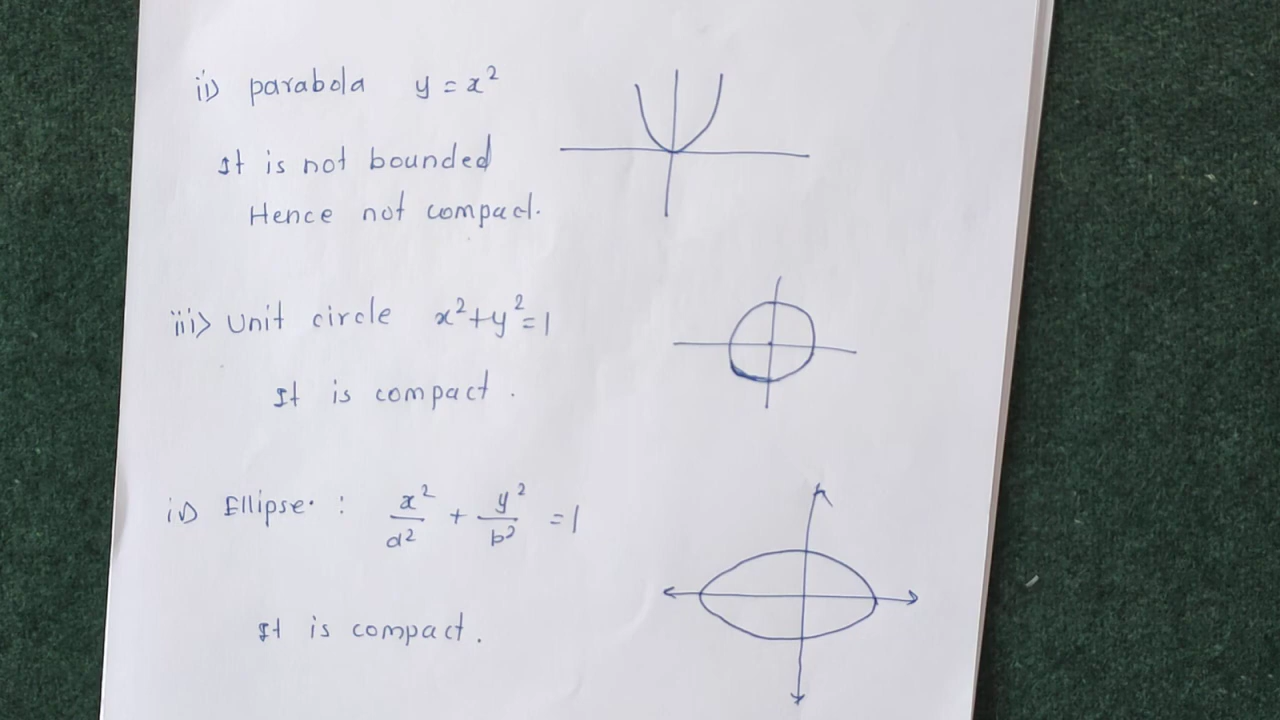 ii) parabola y = x²
It is not bounded
Hence not compact.
iii) Unit circle x²+y²=1
It is compact.
iv) Ellipse. : x²/a² + y²/b² = 1
It is compact.